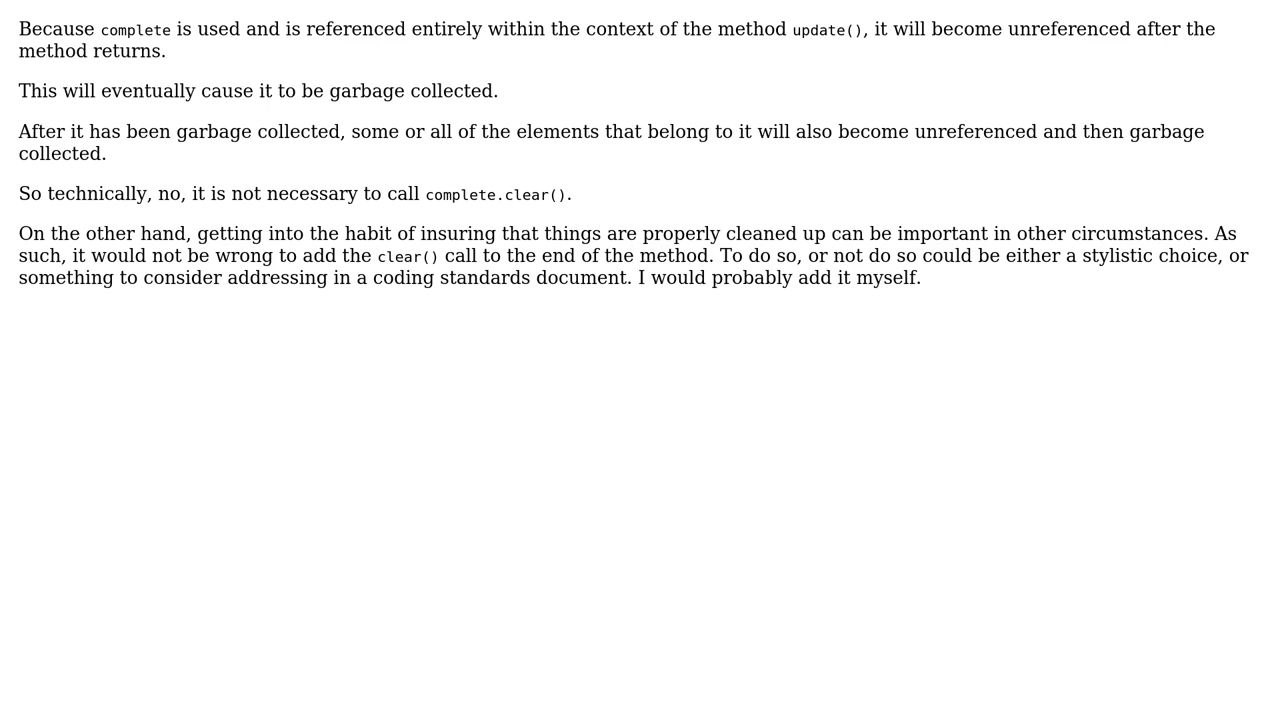 Because complete is used and is referenced entirely within the context of the method update(), it will become unreferenced after the
method returns.
This will eventually cause it to be garbage collected.
After it has been garbage collected, some or all of the elements that belong to it will also become unreferenced and then garbage
collected.
So technically, no, it is not necessary to call complete.clear().
On the other hand, getting into the habit of insuring that things are properly cleaned up can be important in other circumstances. As
such, it would not be wrong to add the clear() call to the end of the method. To do so, or not do so could be either a stylistic choice, or
something to consider addressing in a coding standards document. I would probably add it myself.